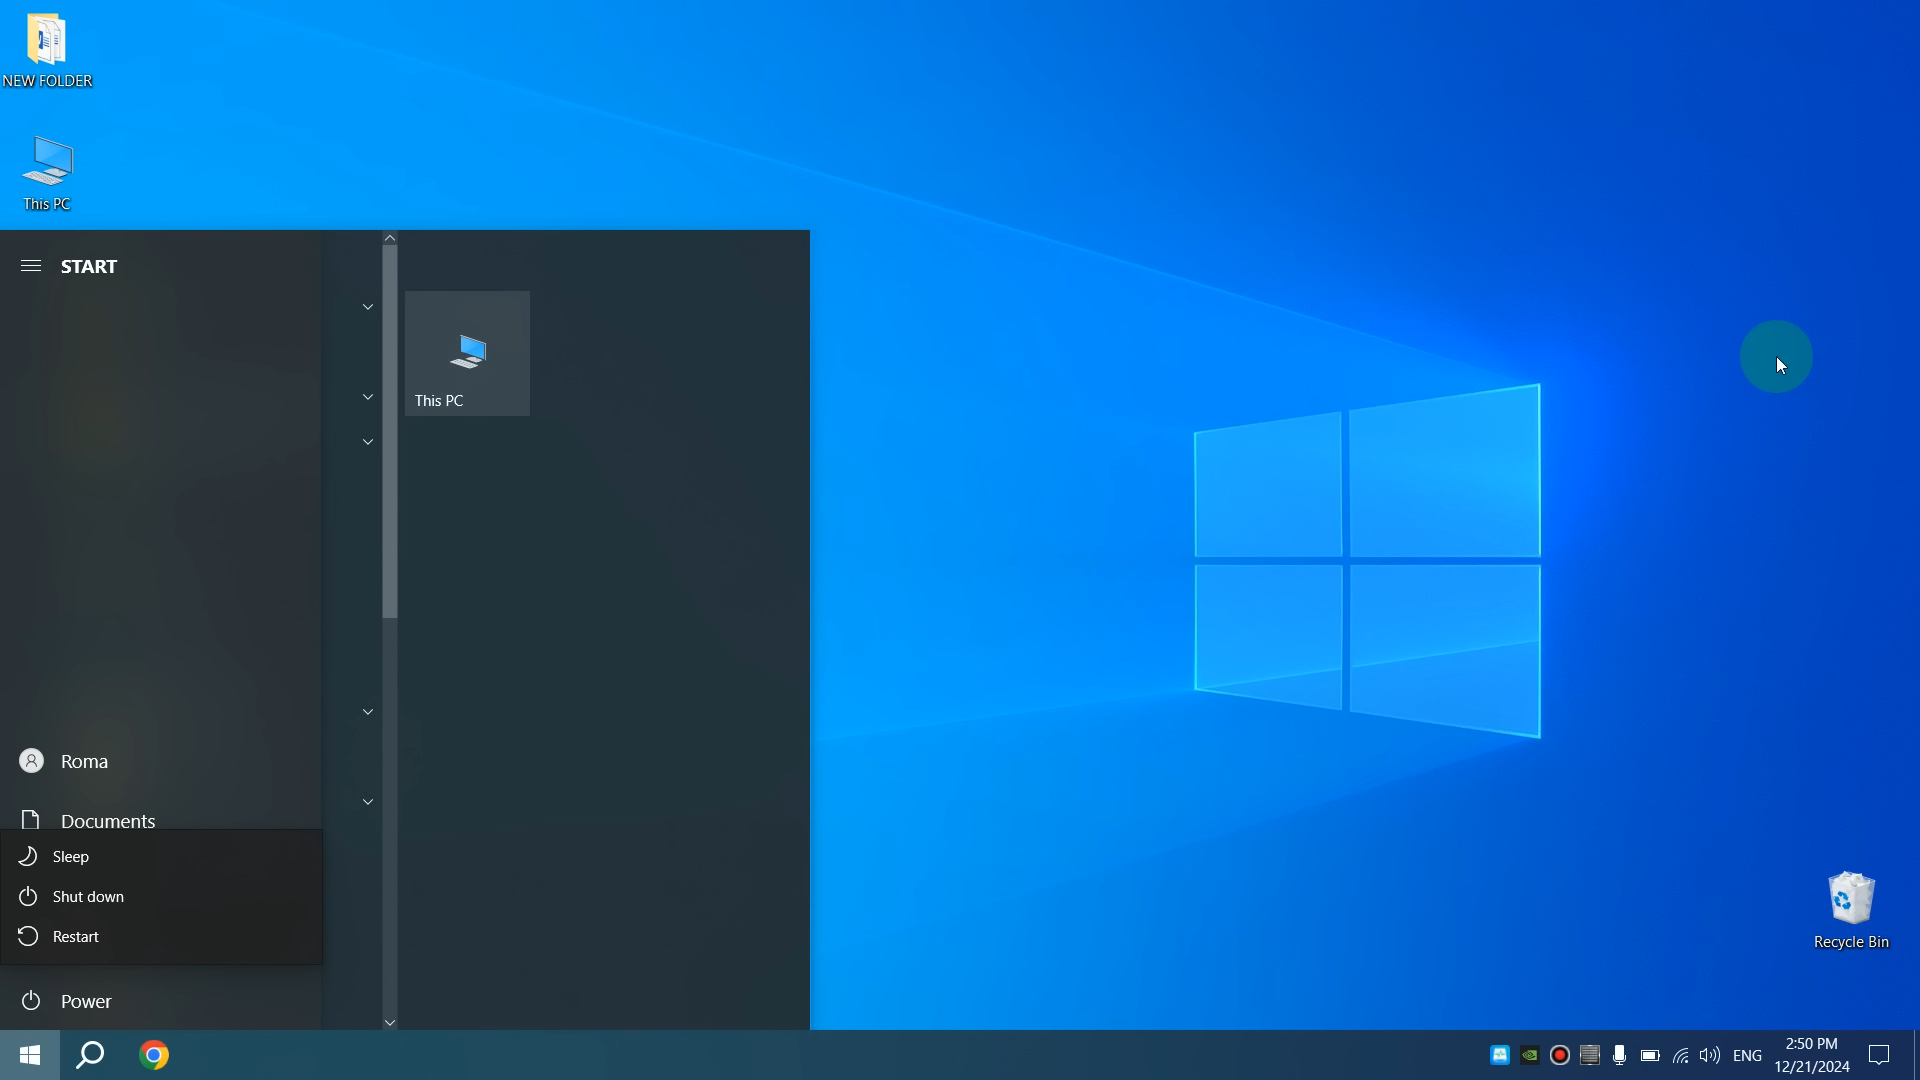 NEW FOLDER
This PC
START
This PC
Roma
Documents
Sleep
Shut down
Restart
Power
Recycle Bin
ENG
2:50 PM
12/21/2024